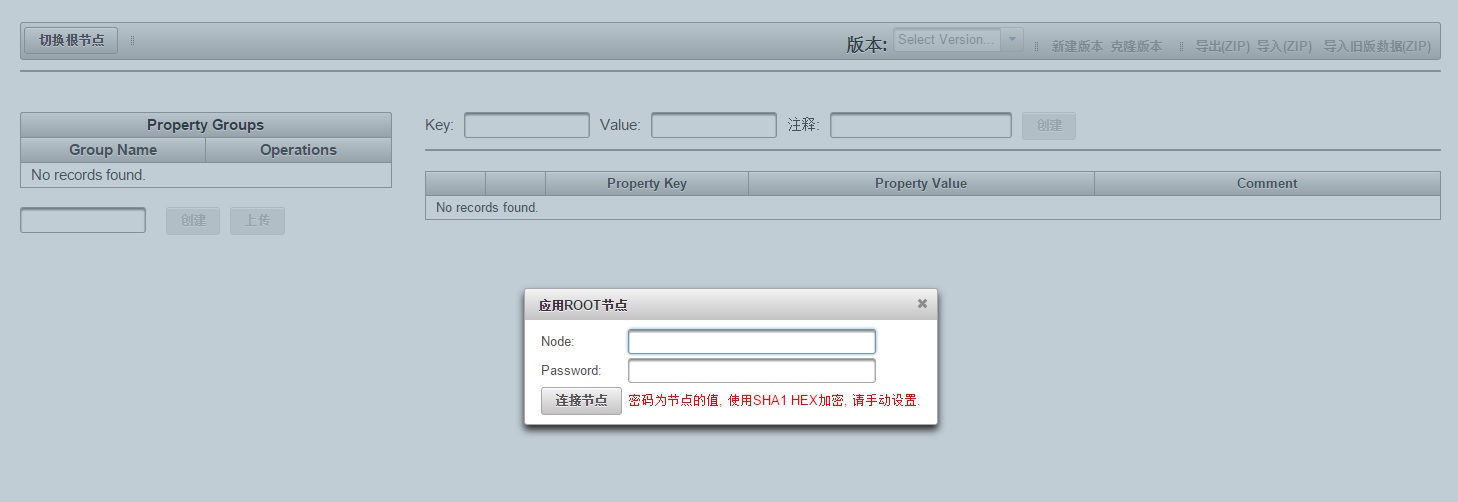 切换根节点 版本: Select Version... 新建版本 克隆版本 导出(ZIP) 导入(ZIP) 导入旧版数据(ZIP)
Property Groups
Group Name Operations
No records found.
创建 上传
Key: Value: 注释: 创建
Property Key Property Value Comment
No records found.
应用ROOT节点
Node:
Password:
连接节点 密码为节点的值, 使用SHA1 HEX加密, 请手动设置.